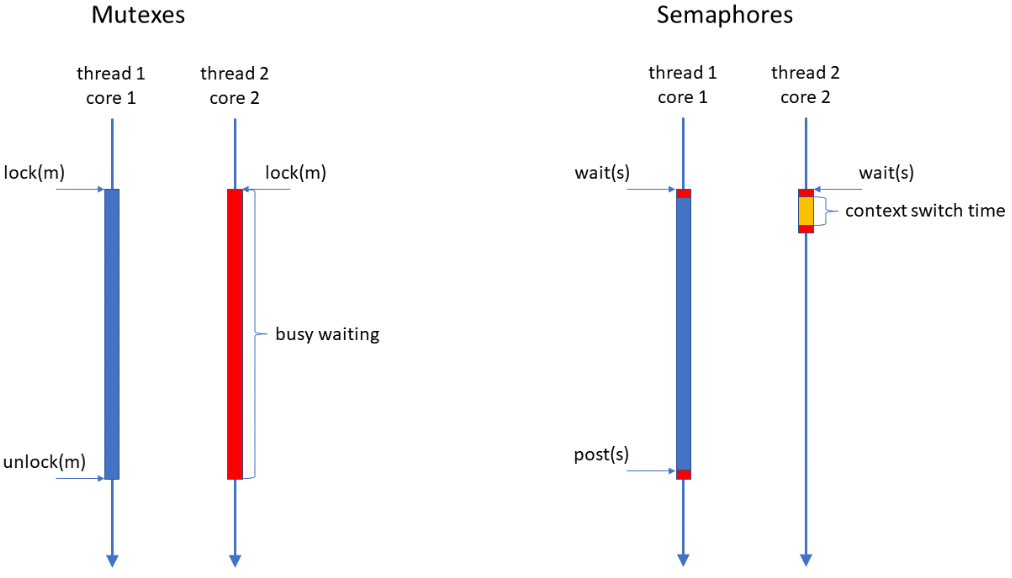 Mutexes
thread 1
core 1
thread 2
core 2
lock(m)
lock(m)
busy waiting
unlock(m)
Semaphores
thread 1
core 1
thread 2
core 2
wait(s)
wait(s)
context switch time
post(s)